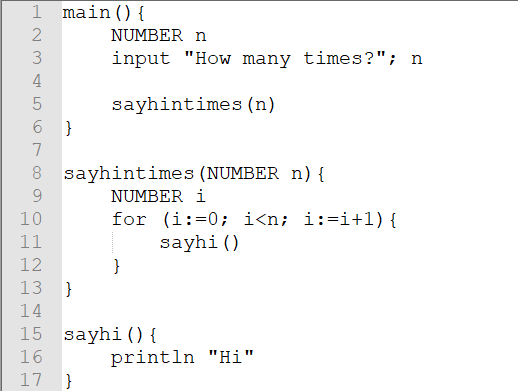 1 main(){
2 NUMBER n
3 input "How many times?"; n
4
5 sayhintimes(n)
6 }
7
8 sayhintimes(NUMBER n){
9 NUMBER i
10 for (i:=0; i<n; i:=i+1){
11 sayhi()
12 }
13 }
14
15 sayhi(){
16 println "Hi"
17 }